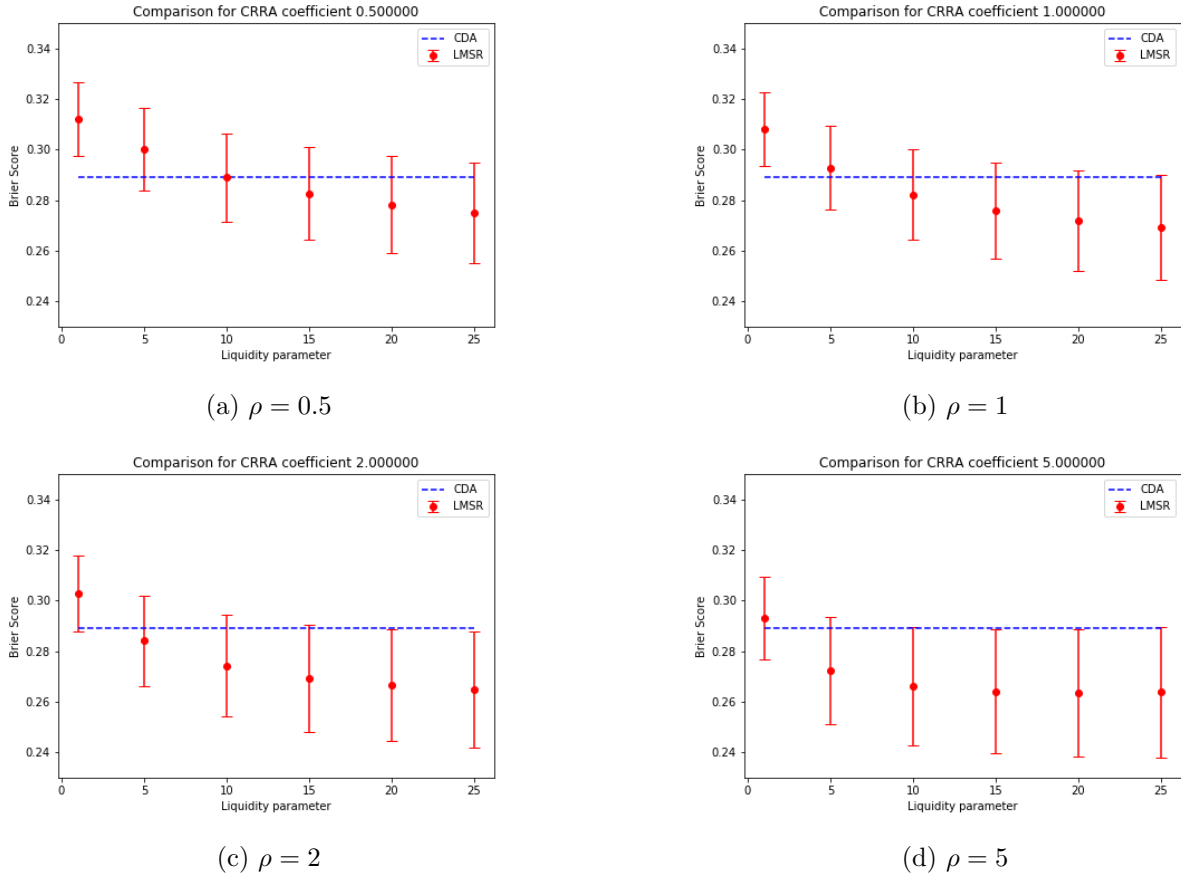 Comparison for CRRA coefficient 0.500000
CDA
LMSR
0.34
0.32
0.30
0.28
0.26
0.24
Brier Score
0 5 10 15 20 25
Liquidity parameter
(a) ρ = 0.5
Comparison for CRRA coefficient 1.000000
CDA
LMSR
0.34
0.32
0.30
0.28
0.26
0.24
Brier Score
0 5 10 15 20 25
Liquidity parameter
(b) ρ = 1
Comparison for CRRA coefficient 2.000000
CDA
LMSR
0.34
0.32
0.30
0.28
0.26
0.24
Brier Score
0 5 10 15 20 25
Liquidity parameter
(c) ρ = 2
Comparison for CRRA coefficient 5.000000
CDA
LMSR
0.34
0.32
0.30
0.28
0.26
0.24
Brier Score
0 5 10 15 20 25
Liquidity parameter
(d) ρ = 5